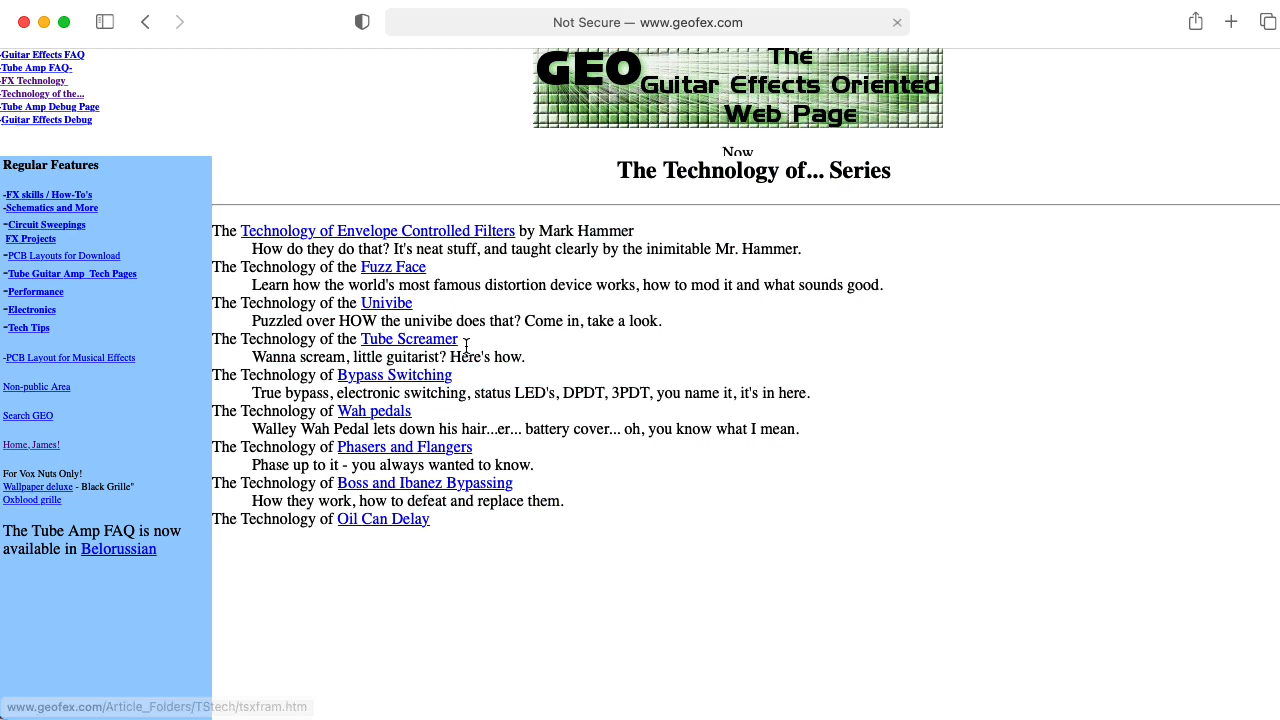 Not Secure — www.geofex.com
-Guitar Effects FAQ
-Tube Amp FAQ-
-FX Technology
-Technology of the...
-Tube Amp Debug Page
-Guitar Effects Debug
GEO
The
Guitar Effects Oriented
Web Page
Now
Regular Features
-FX skills / How-To's
-Schematics and More
-Circuit Sweepings
FX Projects
-PCB Layouts for Download
-Tube Guitar Amp Tech Pages
-Performance
-Electronics
-Tech Tips
-PCB Layout for Musical Effects
Non-public Area
Search GEO
Home, James!
For Vox Nuts Only!
Wallpaper deluxe - Black Grille"
Oxblood grille
The Tube Amp FAQ is now
available in Belorussian
The Technology of... Series
The Technology of Envelope Controlled Filters by Mark Hammer
How do they do that? It's neat stuff, and taught clearly by the inimitable Mr. Hammer.
The Technology of the Fuzz Face
Learn how the world's most famous distortion device works, how to mod it and what sounds good.
The Technology of the Univibe
Puzzled over HOW the univibe does that? Come in, take a look.
The Technology of the Tube Screamer
Wanna scream, little guitarist? Here's how.
The Technology of Bypass Switching
True bypass, electronic switching, status LED's, DPDT, 3PDT, you name it, it's in here.
The Technology of Wah pedals
Walley Wah Pedal lets down his hair...er... battery cover... oh, you know what I mean.
The Technology of Phasers and Flangers
Phase up to it - you always wanted to know.
The Technology of Boss and Ibanez Bypassing
How they work, how to defeat and replace them.
The Technology of Oil Can Delay
www.geofex.com/Article_Folders/TStech/tsxfram.htm